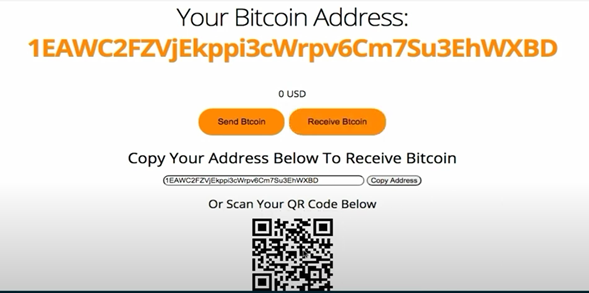 Your Bitcoin Address:
1EAWC2FZVjEkppi3cWrpv6Cm7Su3EhWXBD
0 USD
Send Btcoin Receive Btcoin
Copy Your Address Below To Receive Bitcoin
1EAWC2FZVjEkppi3cWrpv6Cm7Su3EhWXBD Copy Address
Or Scan Your QR Code Below